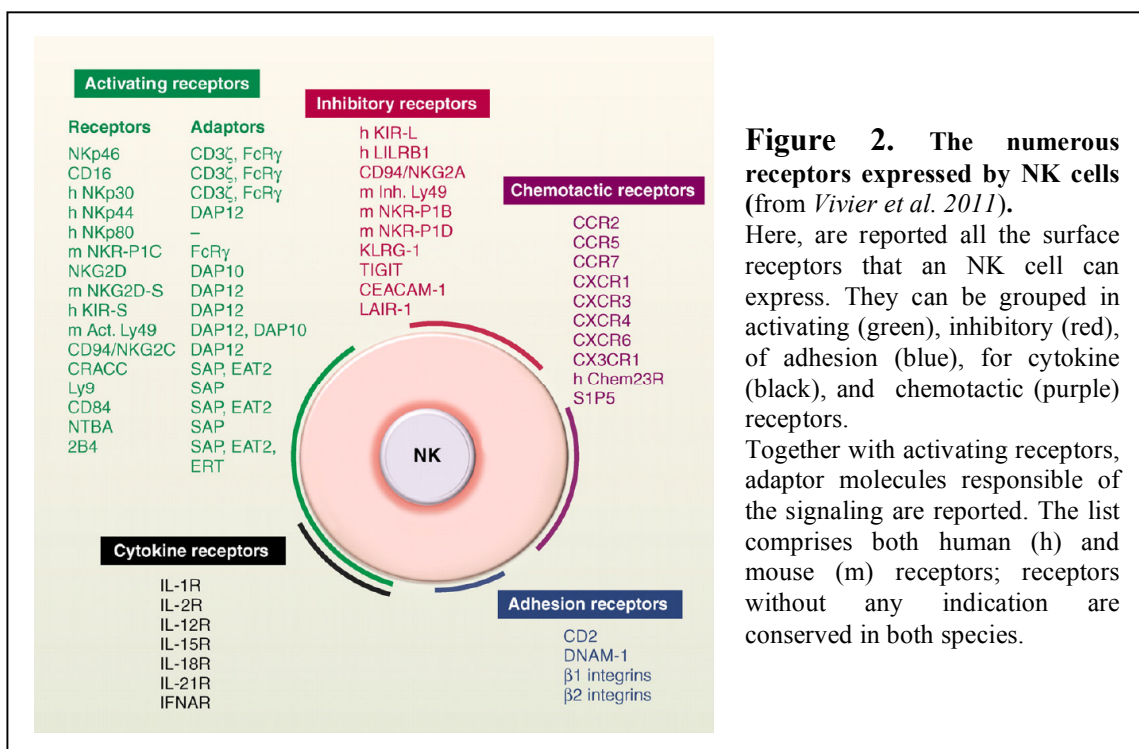 Activating receptors
Receptors Adaptors
NKp46 CD3ζ, FcRγ
CD16 CD3ζ, FcRγ
h NKp30 CD3ζ, FcRγ
h NKp44 DAP12
h NKp80 –
m NKR-P1C FcRγ
NKG2D DAP10
m NKG2D-S DAP12
h KIR-S DAP12
m Act. Ly49 DAP12, DAP10
CD94/NKG2C DAP12
CRACC SAP, EAT2
Ly9 SAP
CD84 SAP, EAT2
NTBA SAP
2B4 SAP, EAT2,
ERT
Inhibitory receptors
h KIR-L
h LILRB1
CD94/NKG2A
m Inh. Ly49
m NKR-P1B
m NKR-P1D
KLRG-1
TIGIT
CEACAM-1
LAIR-1
Chemotactic receptors
CCR2
CCR5
CCR7
CXCR1
CXCR3
CXCR4
CXCR6
CX3CR1
h Chem23R
S1P5
NK
Cytokine receptors
IL-1R
IL-2R
IL-12R
IL-15R
IL-18R
IL-21R
IFNAR
Adhesion receptors
CD2
DNAM-1
β1 integrins
β2 integrins
Figure 2. The numerous
receptors expressed by NK cells
(from Vivier et al. 2011).
Here, are reported all the surface
receptors that an NK cell can
express. They can be grouped in
activating (green), inhibitory (red),
of adhesion (blue), for cytokine
(black), and chemotactic (purple)
receptors.
Together with activating receptors,
adaptor molecules responsible of
the signaling are reported. The list
comprises both human (h) and
mouse (m) receptors; receptors
without any indication are
conserved in both species.